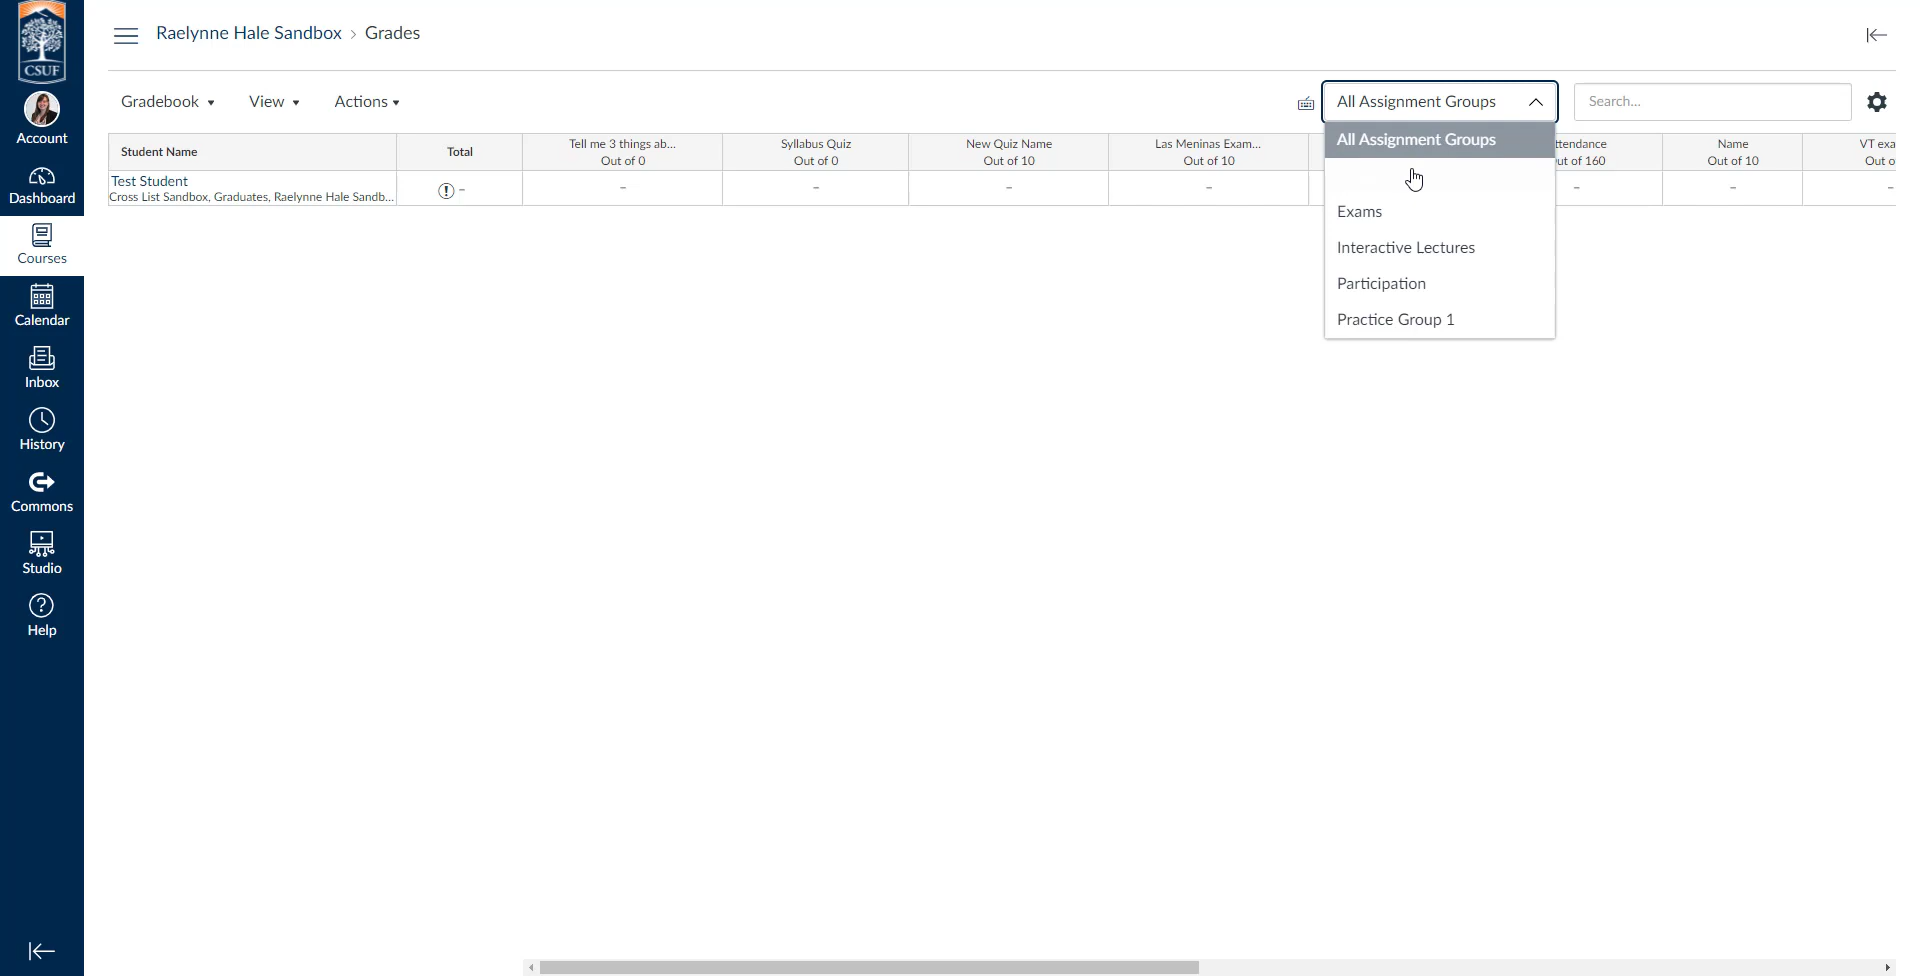 CSUF
Account
Dashboard
Courses
Calendar
Inbox
History
Commons
Studio
Help
Raelynne Hale Sandbox › Grades
Gradebook
View
Actions
All Assignment Groups
Search...
All Assignment Groups
Exams
Interactive Lectures
Participation
Practice Group 1
Student Name
Total
Tell me 3 things ab...
Out of 0
Syllabus Quiz
Out of 0
New Quiz Name
Out of 10
Las Meninas Exam...
Out of 10
ttendance
ut of 160
Name
Out of 10
VT exa
Out o
Test Student
Cross List Sandbox, Graduates, Raelynne Hale Sandb...
– – – – – – – –